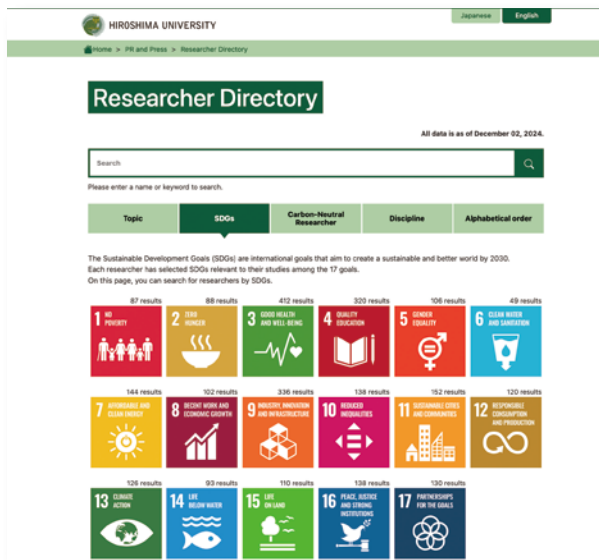 HIROSHIMA UNIVERSITY
Japanese English
Home > PR and Press > Researcher Directory
Researcher Directory
All data is as of December 02, 2024.
Search
Please enter a name or keyword to search.
Topic SDGs Carbon-Neutral Researcher Discipline Alphabetical order
The Sustainable Development Goals (SDGs) are international goals that aim to create a sustainable and better world by 2030.
Each researcher has selected SDGs relevant to their studies among the 17 goals.
On this page, you can search for researchers by SDGs.
87 results 88 results 412 results 320 results 106 results 49 results
1 NO POVERTY
2 ZERO HUNGER
3 GOOD HEALTH AND WELL-BEING
4 QUALITY EDUCATION
5 GENDER EQUALITY
6 CLEAN WATER AND SANITATION
144 results 102 results 336 results 138 results 152 results 120 results
7 AFFORDABLE AND CLEAN ENERGY
8 DECENT WORK AND ECONOMIC GROWTH
9 INDUSTRY, INNOVATION AND INFRASTRUCTURE
10 REDUCED INEQUALITIES
11 SUSTAINABLE CITIES AND COMMUNITIES
12 RESPONSIBLE CONSUMPTION AND PRODUCTION
126 results 93 results 110 results 138 results 130 results
13 CLIMATE ACTION
14 LIFE BELOW WATER
15 LIFE ON LAND
16 PEACE, JUSTICE AND STRONG INSTITUTIONS
17 PARTNERSHIPS FOR THE GOALS